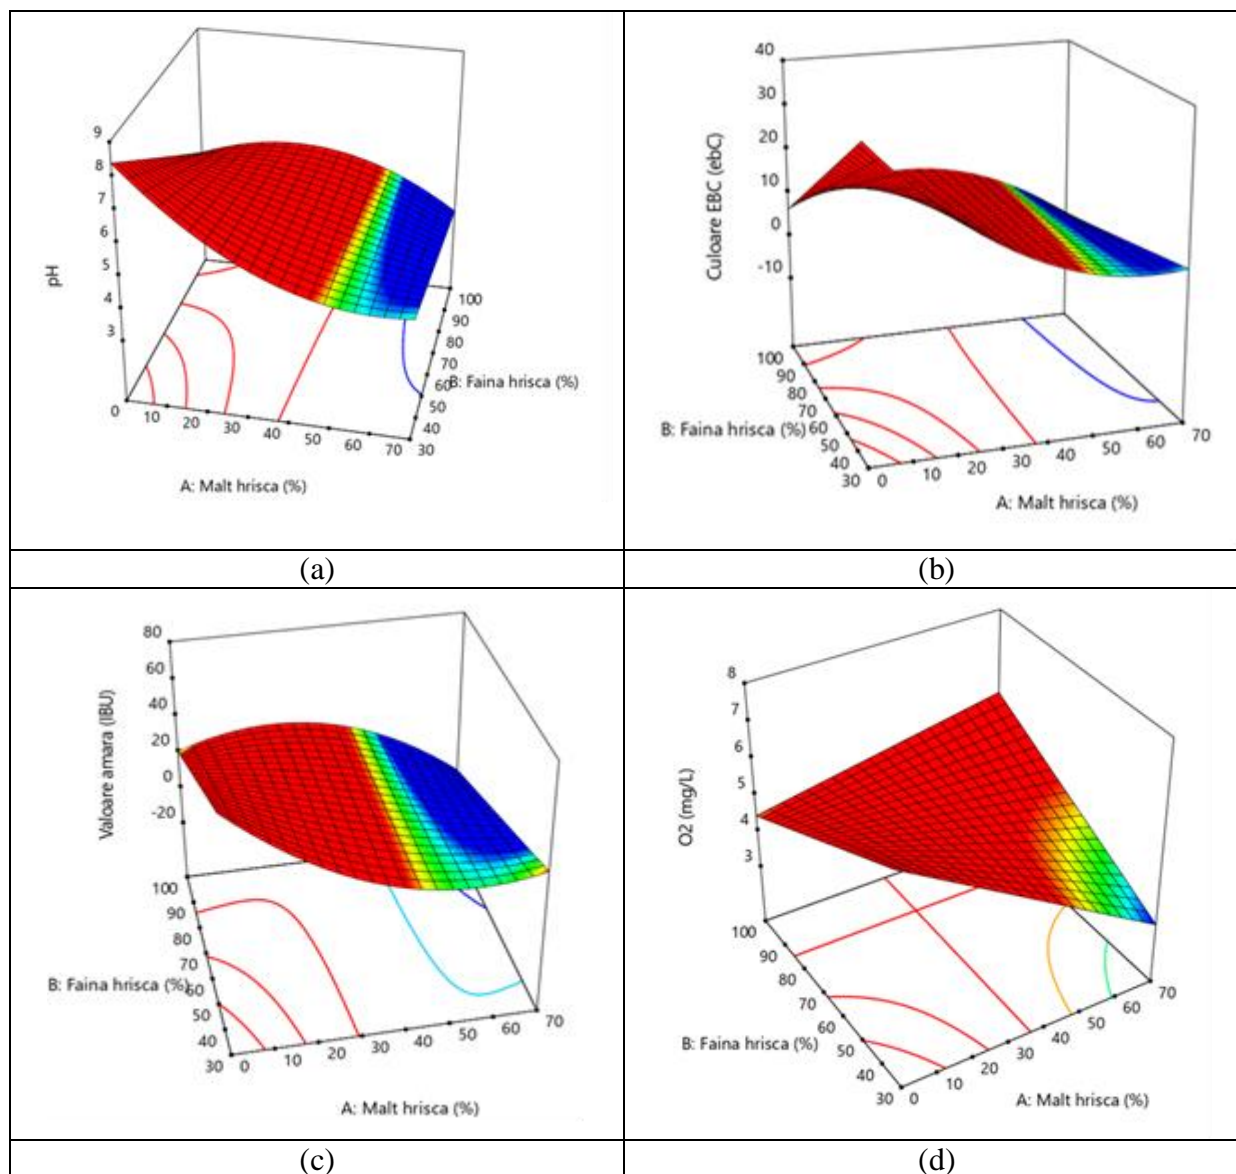 9
8
7
6
5
4
3
pH
0 10 20 30 40 50 60 70
A: Malt hrisca (%)
100
90
80
70
60
50
40
30
B: Faina hrisca (%)
(a)
40
30
20
10
0
-10
Culoare EBC (ebC)
100
90
80
70
60
50
40
30
B: Faina hrisca (%)
0 10 20 30 40 50 60 70
A: Malt hrisca (%)
(b)
80
60
40
20
0
-20
Valoare amara (IBU)
100
90
80
70
60
50
40
30
B: Faina hrisca (%)
0 10 20 30 40 50 60 70
A: Malt hrisca (%)
(c)
8
7
6
5
4
3
O2 (mg/L)
100
90
80
70
60
50
40
30
B: Faina hrisca (%)
0 10 20 30 40 50 60 70
A: Malt hrisca (%)
(d)